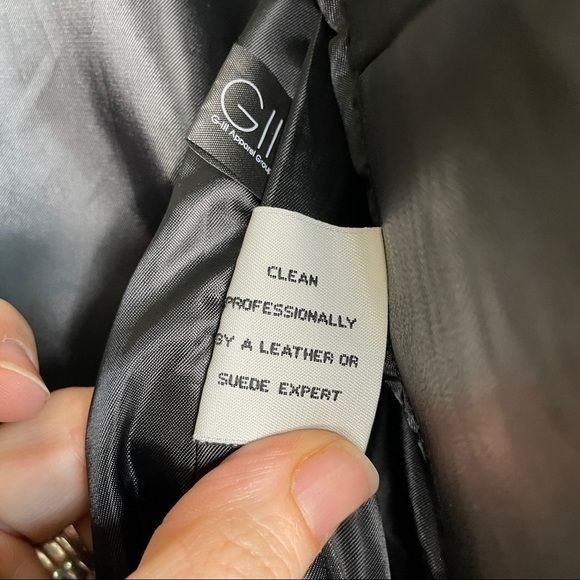 GIII
G-III Apparel Group
CLEAN
PROFESSIONALLY
BY A LEATHER OR
SUEDE EXPERT